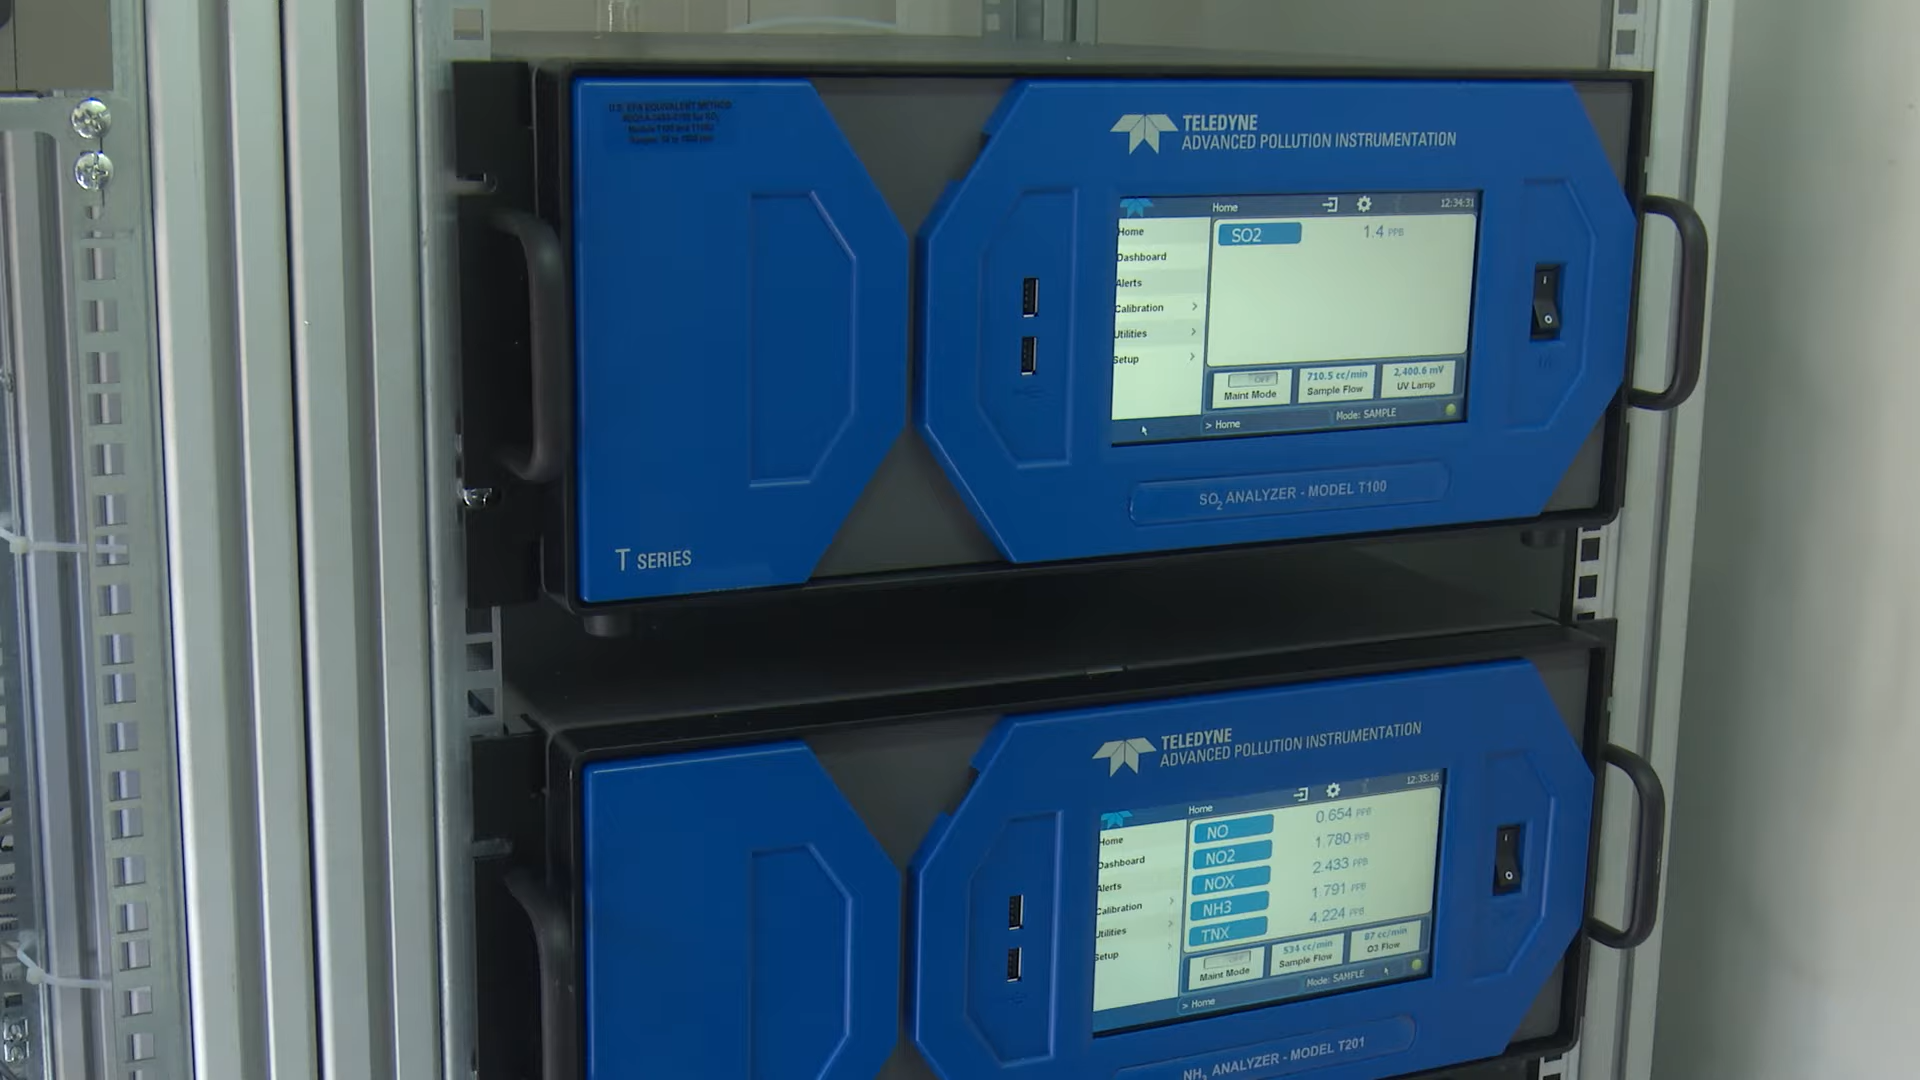 U.S. EPA EQUIVALENT METHOD
TELEDYNE
ADVANCED POLLUTION INSTRUMENTATION
Home
12:34:31
Home
Dashboard
Alerts
Calibration >
Utilities >
Setup >
SO2 1.4 PPB
OFF
Maint Mode
710.5 cc/min
Sample Flow
2,400.6 mV
UV Lamp
Mode: SAMPLE
> Home
SO2 ANALYZER - MODEL T100
T SERIES
TELEDYNE
ADVANCED POLLUTION INSTRUMENTATION
Home
12:35:16
Home
Dashboard
Alerts
Calibration >
Utilities >
Setup >
NO 0.654 PPB
NO2 1.780 PPB
NOX 2.433 PPB
NH3 1.791 PPB
TNX 4.224 PPB
OFF
Maint Mode
534 cc/min
Sample Flow
87 cc/min
O3 Flow
Mode: SAMPLE
> Home
NH3 ANALYZER - MODEL T201